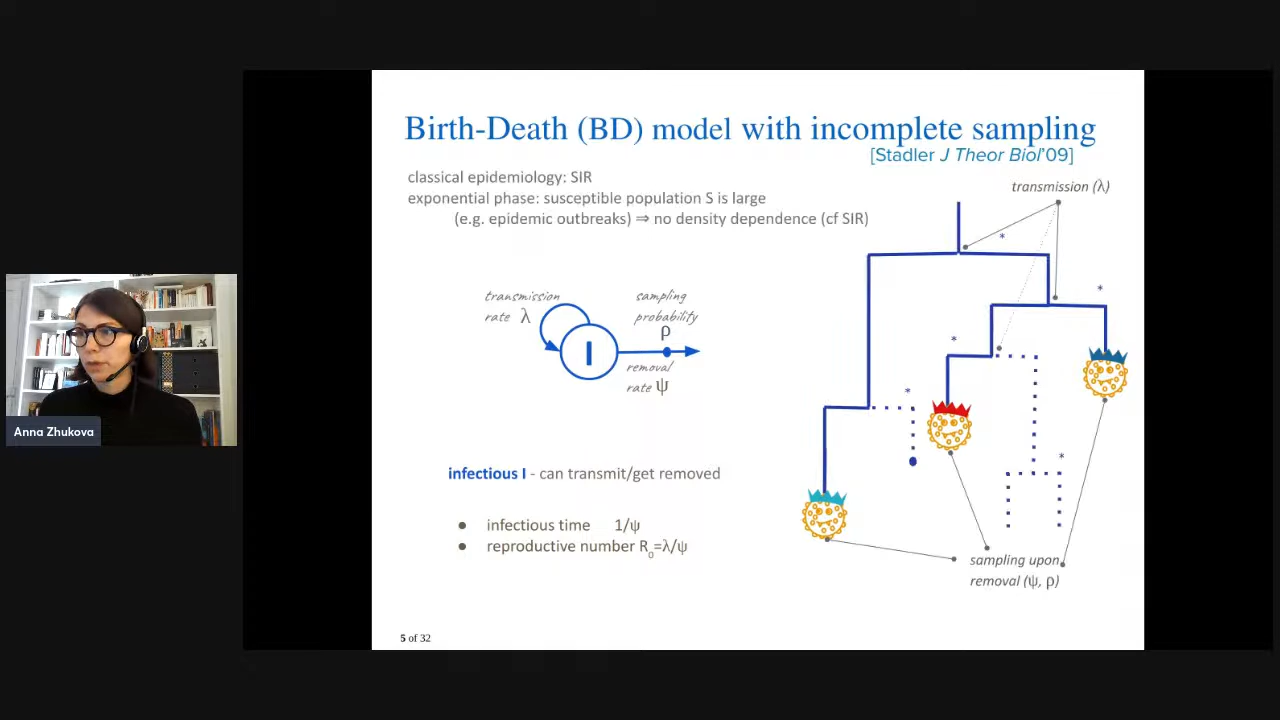 Birth-Death (BD) model with incomplete sampling
[Stadler J Theor Biol'09]
classical epidemiology: SIR
exponential phase: susceptible population S is large
(e.g. epidemic outbreaks) ⇒ no density dependence (cf SIR)
transmission (λ)
*
*
*
*
*
transmission
rate λ
sampling
probability
ρ
I
removal
rate ψ
Anna Zhukova
infectious I - can transmit/get removed
● infectious time 1/ψ
● reproductive number R₀=λ/ψ
sampling upon
removal (ψ, ρ)
5 of 32